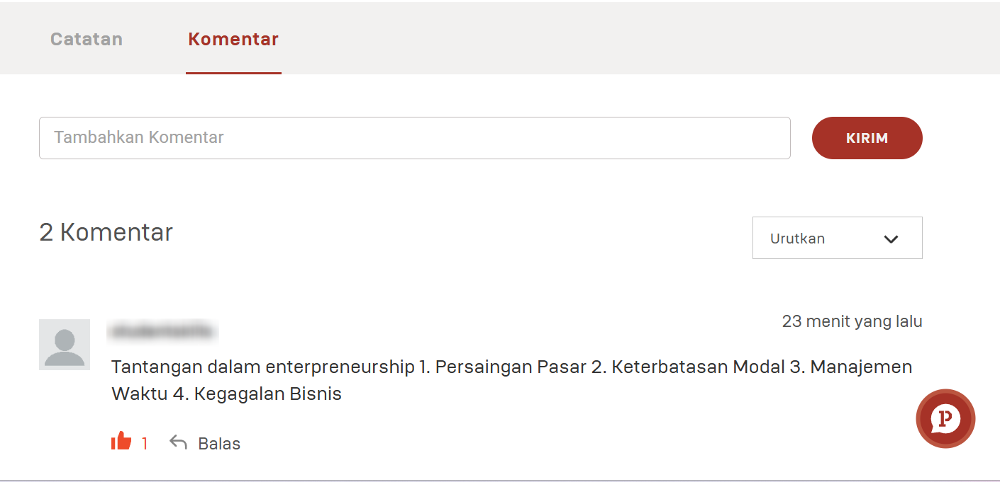 Catatan
Komentar
Tambahkan Komentar
KIRIM
2 Komentar
Urutkan
23 menit yang lalu
Tantangan dalam enterpreneurship 1. Persaingan Pasar 2. Keterbatasan Modal 3. Manajemen
Waktu 4. Kegagalan Bisnis
1
Balas
P